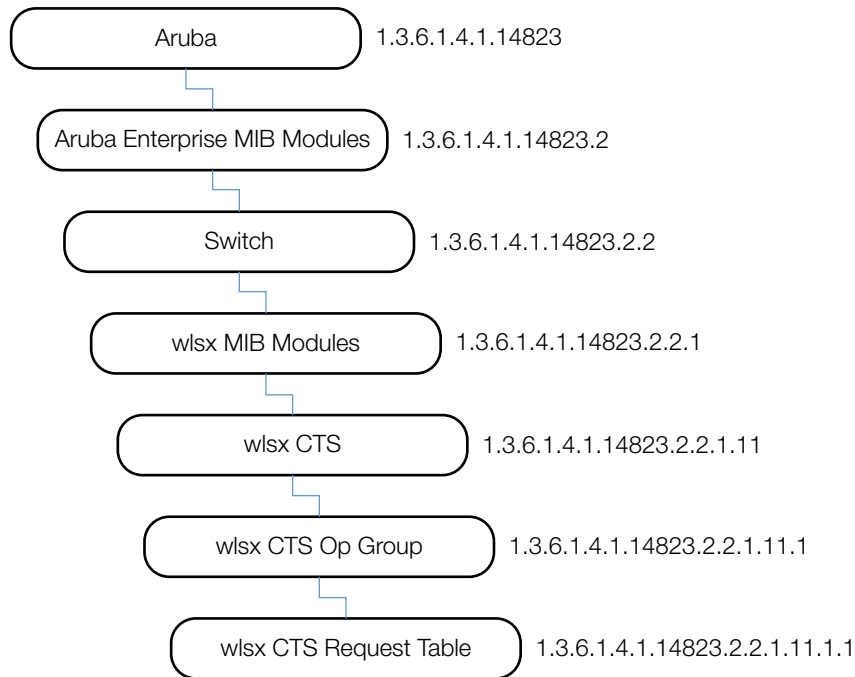 Aruba 1.3.6.1.4.1.14823
Aruba Enterprise MIB Modules 1.3.6.1.4.1.14823.2
Switch 1.3.6.1.4.1.14823.2.2
wlsx MIB Modules 1.3.6.1.4.1.14823.2.2.1
wlsx CTS 1.3.6.1.4.1.14823.2.2.1.11
wlsx CTS Op Group 1.3.6.1.4.1.14823.2.2.1.11.1
wlsx CTS Request Table 1.3.6.1.4.1.14823.2.2.1.11.1.1